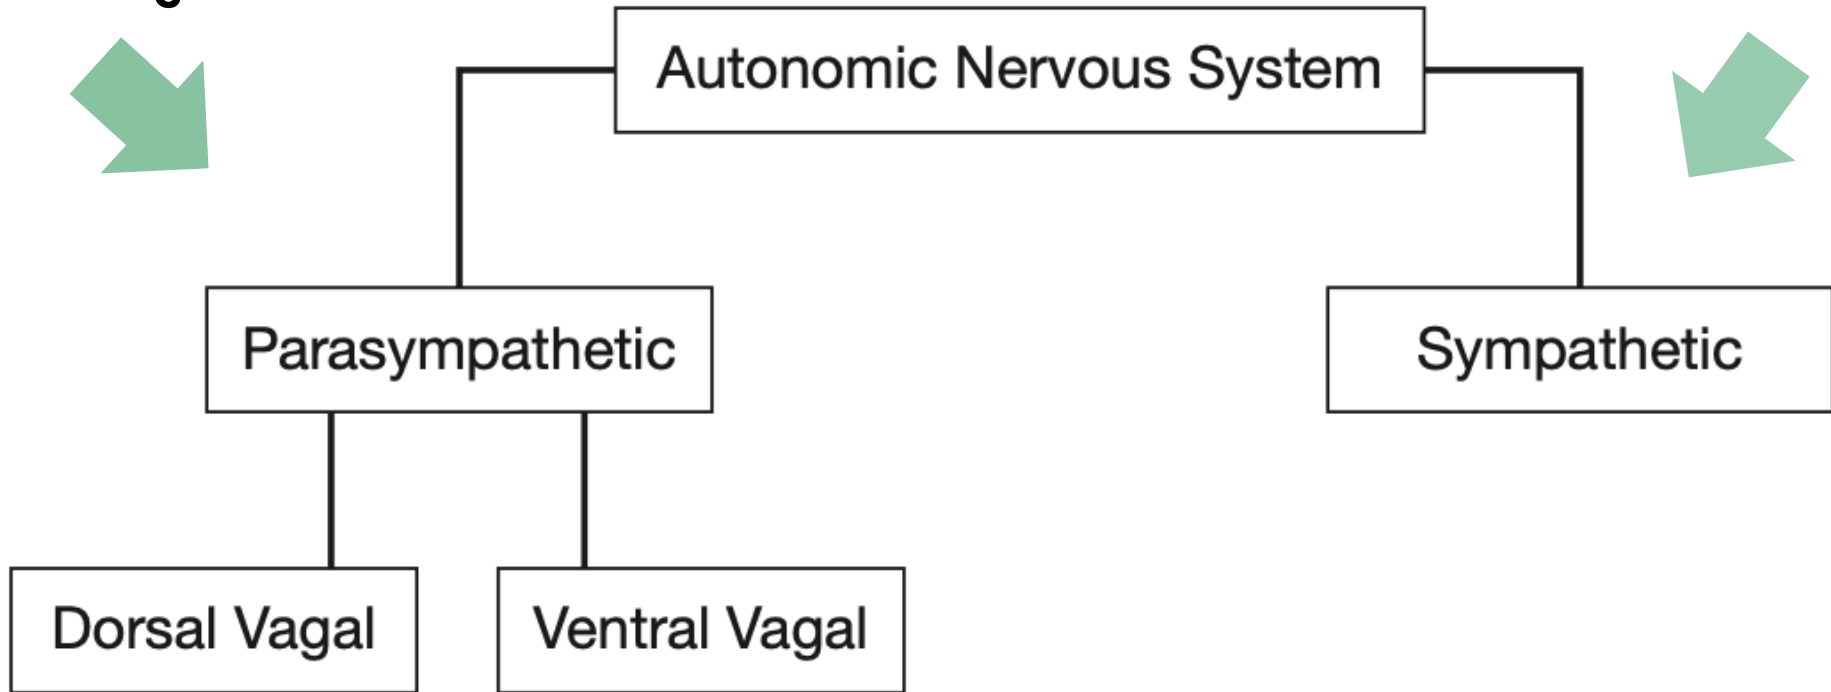 Autonomic Nervous System
Parasympathetic
Sympathetic
Dorsal Vagal
Ventral Vagal